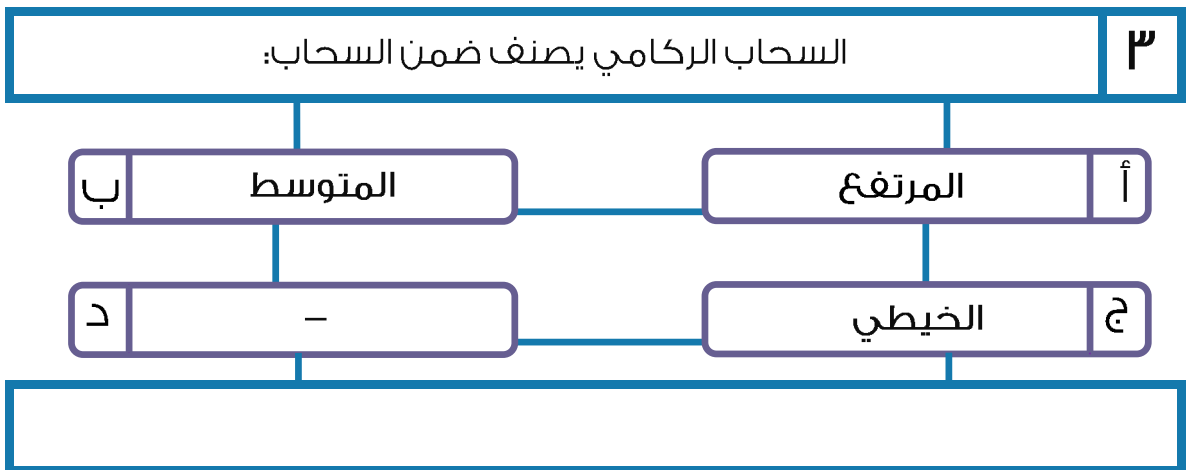 ٣
السحاب الركامي يصنف ضمن السحاب:
أ المرتفع
ب المتوسط
ج الخيطي
د –